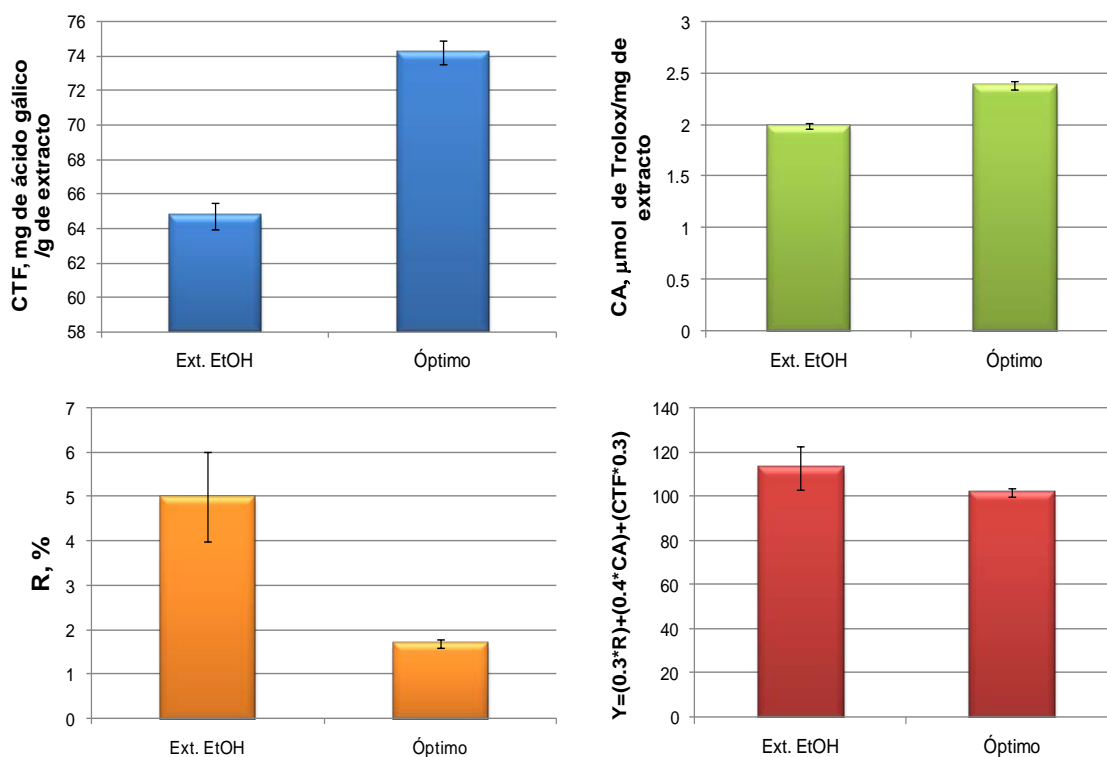 CTF, mg de ácido gálico
/g de extracto
76
74
72
70
68
66
64
62
60
58
Ext. EtOH
Óptimo
CA, µmol de Trolox/mg de
extracto
3
2.5
2
1.5
1
0.5
0
Ext. EtOH
Óptimo
R, %
7
6
5
4
3
2
1
0
Ext. EtOH
Óptimo
Y=(0.3*R)+(0.4*CA)+(CTF*0.3)
140
120
100
80
60
40
20
0
Ext. EtOH
Óptimo